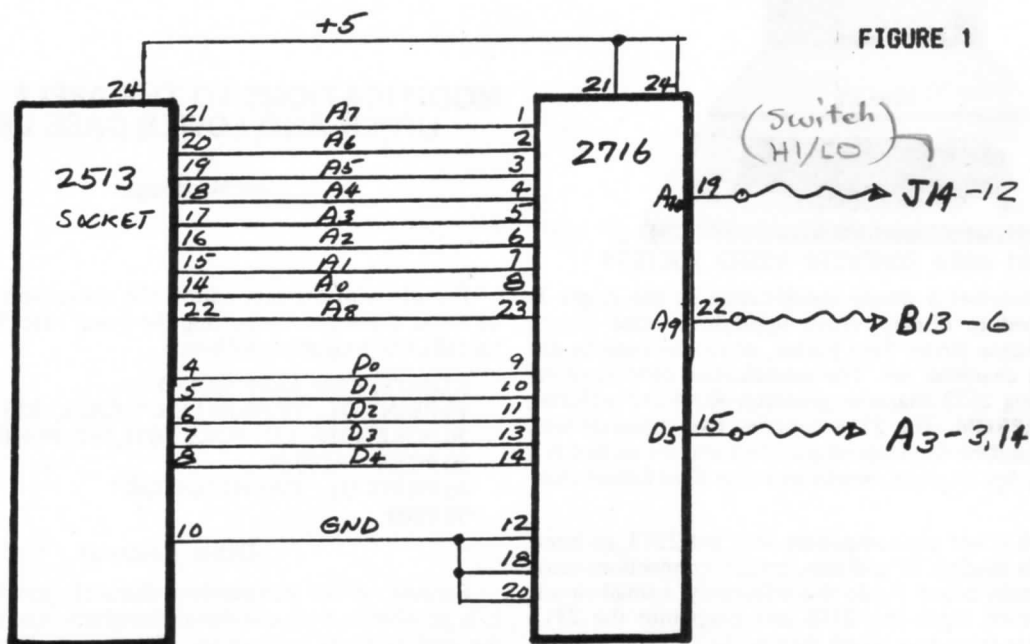 +5
FIGURE 1
24
21 24
21 A7 1
20 A6 2
19 A5 3
18 A4 4
17 A3 5
16 A2 6
15 A1 7
14 A0 8
22 A8 23
4 D0 9
5 D1 10
6 D2 11
7 D3 13
8 D4 14
10 GND 12
18
20
2513
SOCKET
2716
(Switch
HI/LO)
A10 19 J14-12
A9 22 B13-6
D5 15 A3-3,14